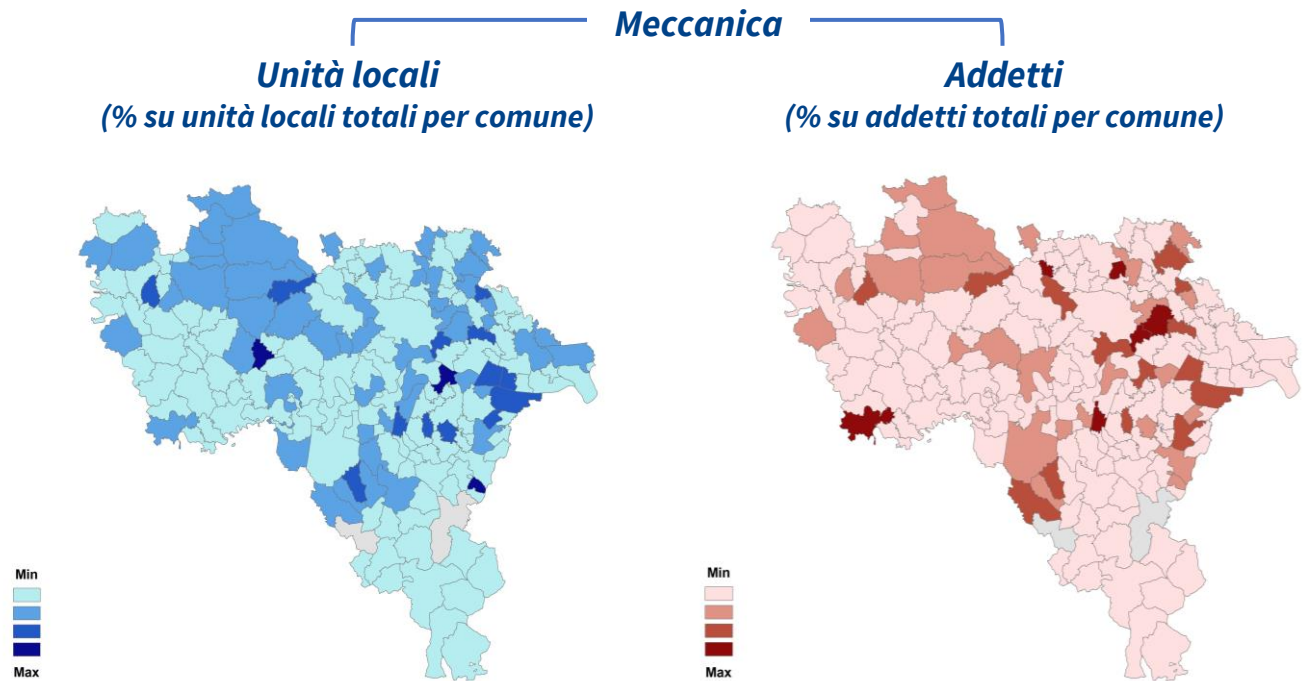 Meccanica
Unità locali
(% su unità locali totali per comune)
Addetti
(% su addetti totali per comune)
Min
Max
Min
Max